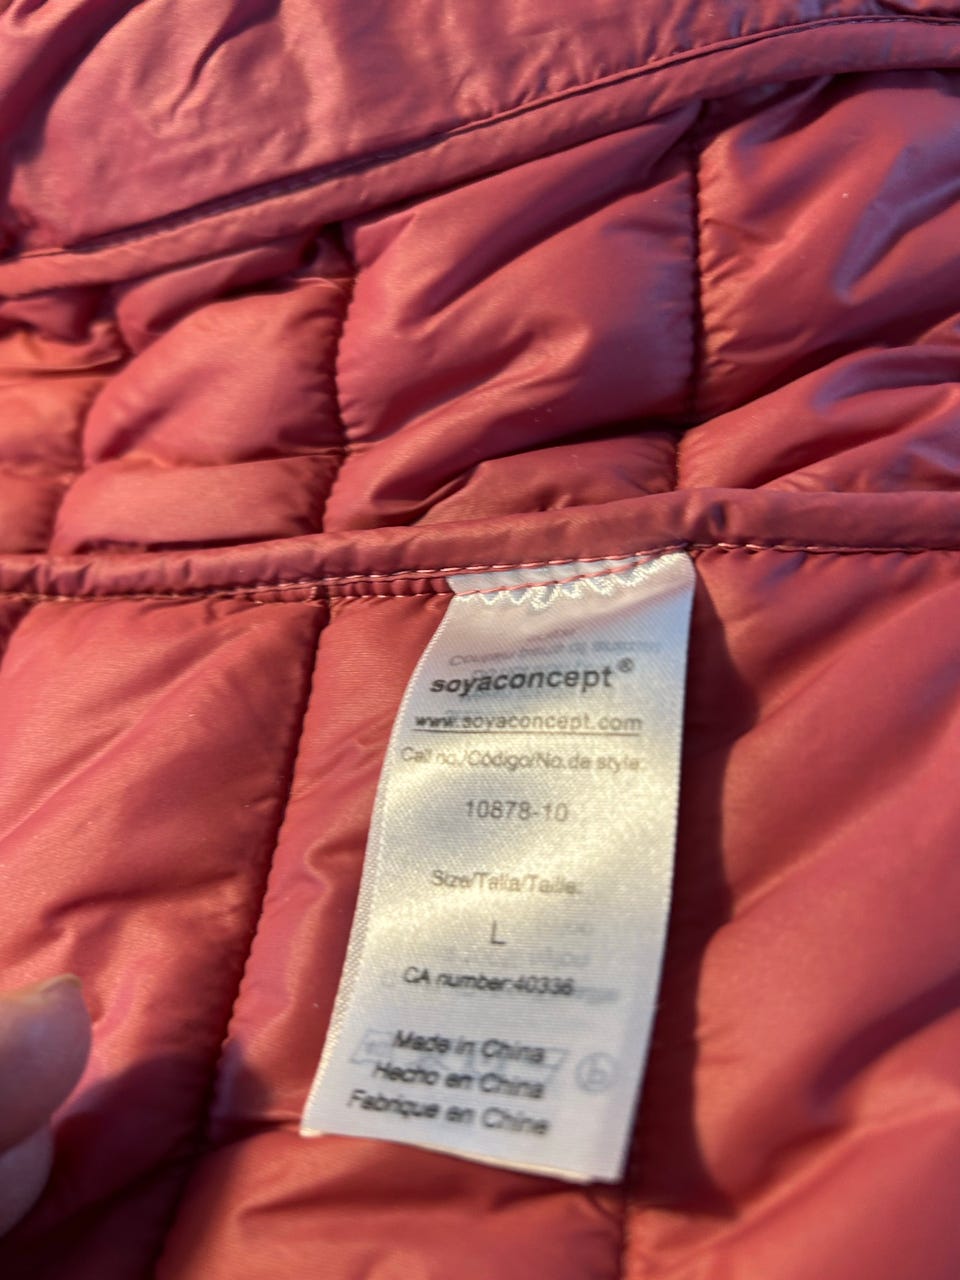 soyaconcept®
www.soyaconcept.com
Call no./Código/No.de style:
10878-10
Size/Talla/Taille:
L
CA number:40336
Made in China
Hecho en China
Fabrique en Chine